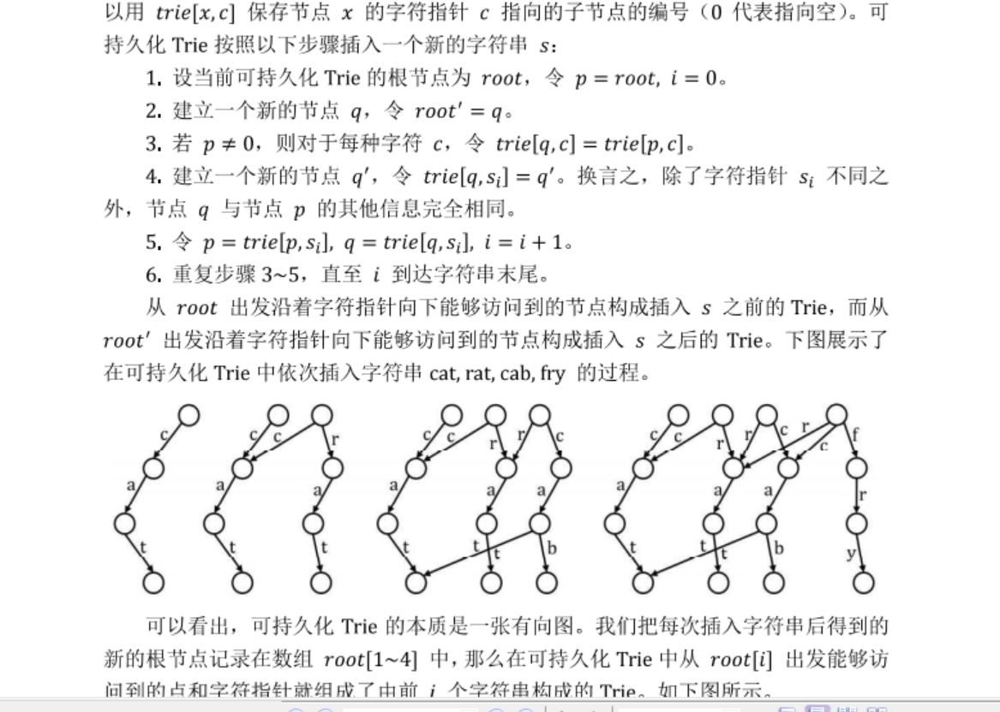 以用 trie[x,c] 保存节点 x 的字符指针 c 指向的子节点的编号（0 代表指向空）。可
持久化 Trie 按照以下步骤插入一个新的字符串 s：
1. 设当前可持久化 Trie 的根节点为 root，令 p = root, i = 0。
2. 建立一个新的节点 q，令 root′ = q。
3. 若 p ≠ 0，则对于每种字符 c，令 trie[q,c] = trie[p,c]。
4. 建立一个新的节点 q′，令 trie[q,sᵢ] = q′。换言之，除了字符指针 sᵢ 不同之
外，节点 q 与节点 p 的其他信息完全相同。
5. 令 p = trie[p,sᵢ], q = trie[q,sᵢ], i = i + 1。
6. 重复步骤 3~5，直至 i 到达字符串末尾。
从 root 出发沿着字符指针向下能够访问到的节点构成插入 s 之前的 Trie，而从
root′ 出发沿着字符指针向下能够访问到的节点构成插入 s 之后的 Trie。下图展示了
在可持久化 Trie 中依次插入字符串 cat, rat, cab, fry 的过程。
c c c r c c r r c c c r r c r c f
a a a a a a a a a r
t t t t t b t t t b y
可以看出，可持久化 Trie 的本质是一张有向图。我们把每次插入字符串后得到的
新的根节点记录在数组 root[1~4] 中，那么在可持久化 Trie 中从 root[i] 出发能够访
问到的点和字符指针就组成了由前 i 个字符串构成的 Trie。如下图所示。